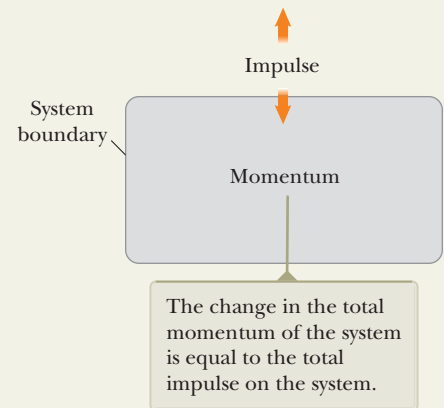 Impulse
System
boundary
Momentum
The change in the total
momentum of the system
is equal to the total
impulse on the system.